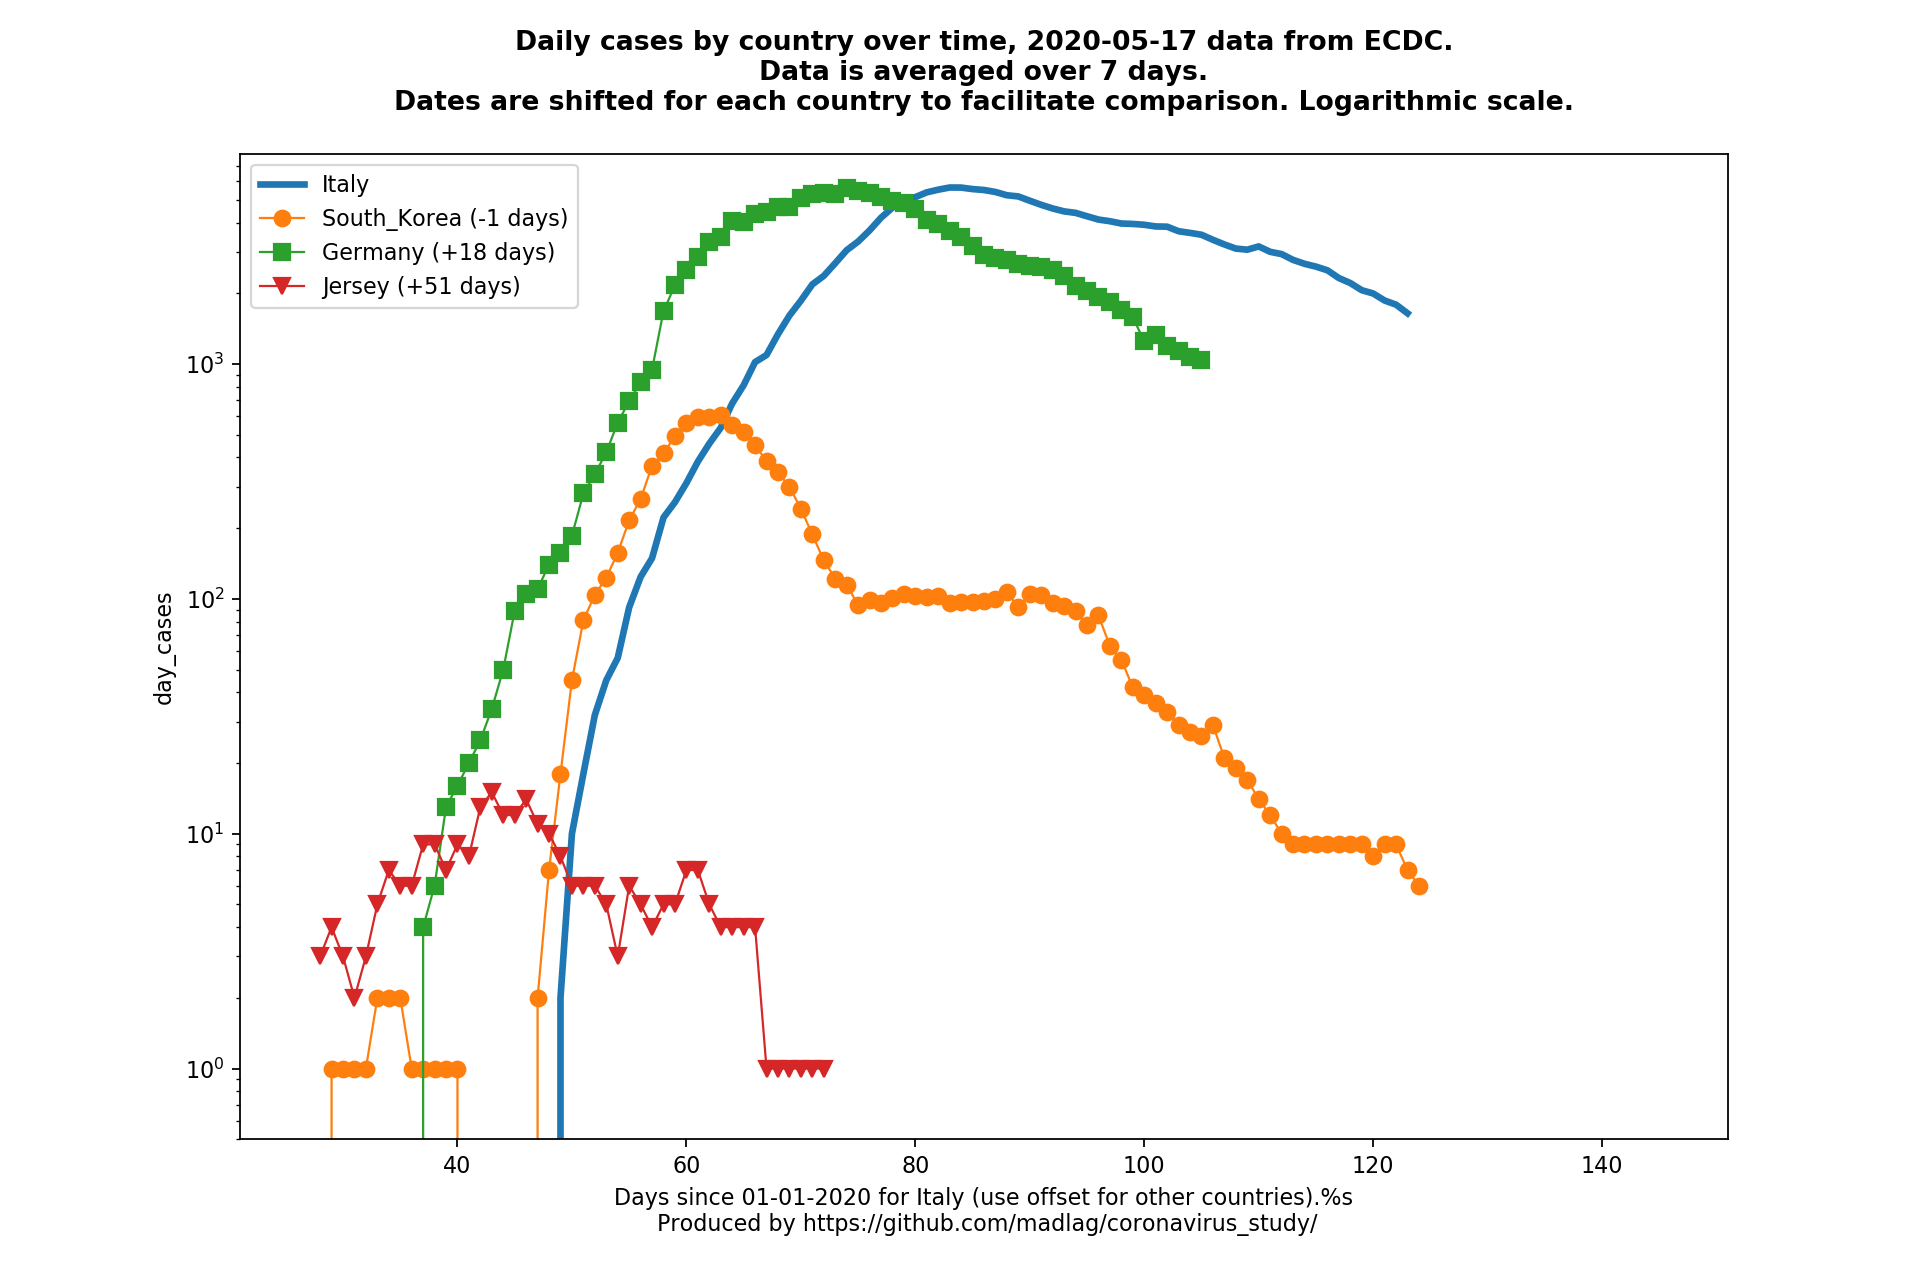 Daily cases by country over time, 2020-05-17 data from ECDC.
Data is averaged over 7 days.
Dates are shifted for each country to facilitate comparison. Logarithmic scale.
Italy
South_Korea (-1 days)
Germany (+18 days)
Jersey (+51 days)
day_cases
10³
10²
10¹
10⁰
40 60 80 100 120 140
Days since 01-01-2020 for Italy (use offset for other countries).%s
Produced by https://github.com/madlag/coronavirus_study/